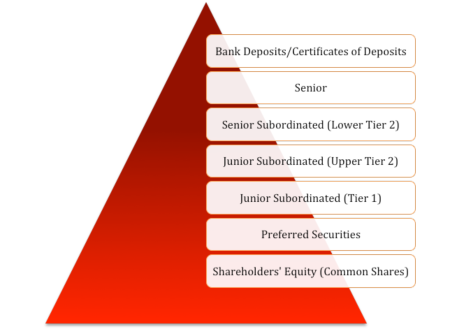 Bank Deposits/Certificates of Deposits
Senior
Senior Subordinated (Lower Tier 2)
Junior Subordinated (Upper Tier 2)
Junior Subordinated (Tier 1)
Preferred Securities
Shareholders' Equity (Common Shares)